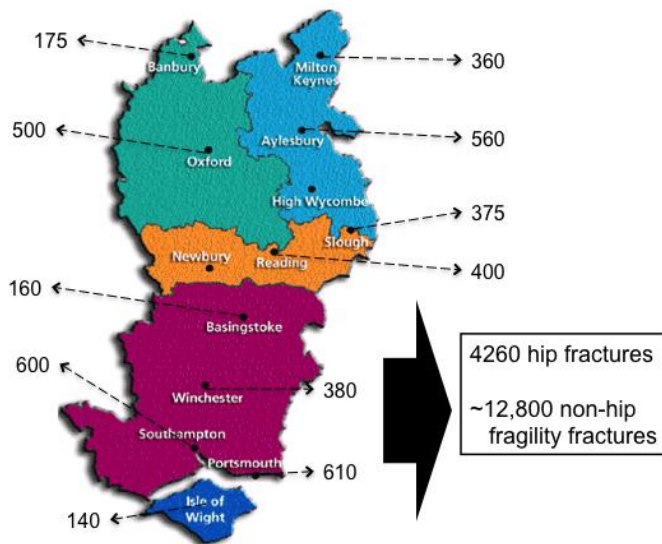 175
Banbury
Milton
Keynes
360
500
Oxford
Aylesbury
560
High Wycombe
375
Slough
Newbury
Reading
400
160
Basingstoke
4260 hip fractures
~12,800 non-hip
fragility fractures
600
Winchester
380
Southampton
Portsmouth
610
Isle of
Wight
140